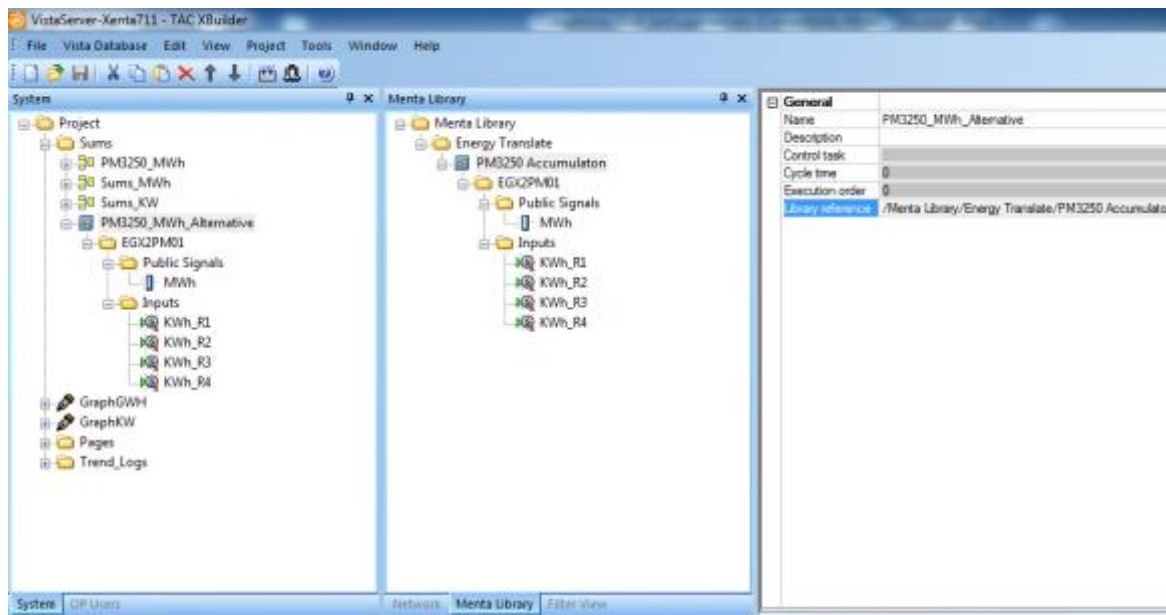 VistaServer-Xenta711 - TAC XBuilder
File Vista Database Edit View Project Tools Window Help
System
Project
Sums
PM3250_MWh
Sums_MWh
Sums_KW
PM3250_MWh_Alternative
EGX2PM01
Public Signals
MWh
Inputs
KWh_R1
KWh_R2
KWh_R3
KWh_R4
GraphGWH
GraphKW
Pages
Trend_Logs
System OP Users
Menta Library
Menta Library
Energy Translate
PM3250 Accumulaton
EGX2PM01
Public Signals
MWh
Inputs
KWh_R1
KWh_R2
KWh_R3
KWh_R4
Network Menta Library Filter View
General
Name PM3250_MWh_Alternative
Description
Control task
Cycle time 0
Execution order 0
Library reference /Menta Library/Energy Translate/PM3250 Accumulato